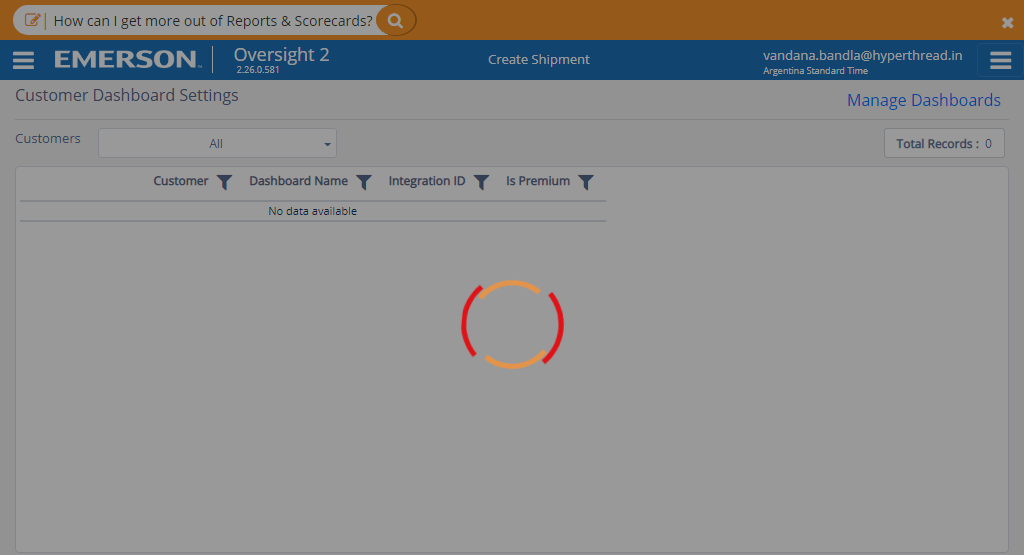 How can I get more out of Reports & Scorecards?
EMERSON™ Oversight 2
2.26.0.581
Create Shipment
vandana.bandla@hyperthread.in
Argentina Standard Time
Customer Dashboard Settings
Manage Dashboards
Customers
All
Total Records : 0
Customer Dashboard Name Integration ID Is Premium
No data available